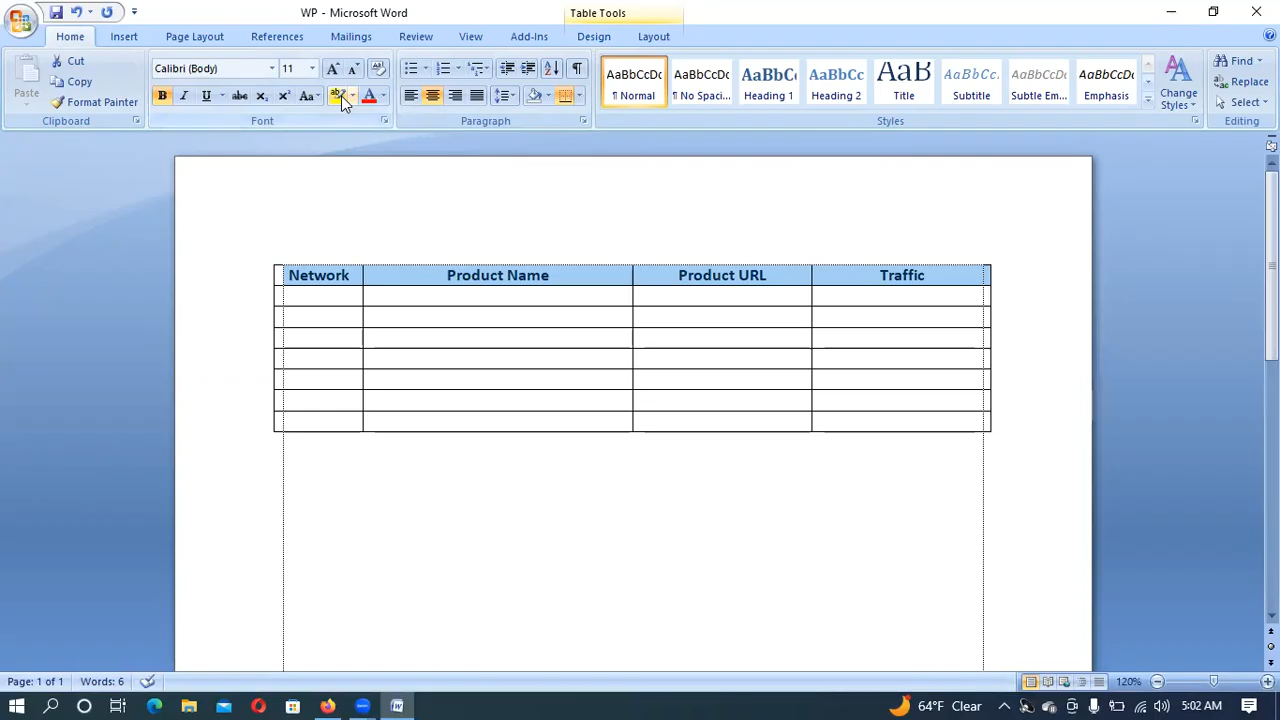 WP - Microsoft Word
Table Tools
Home
Insert
Page Layout
References
Mailings
Review
View
Add-Ins
Design
Layout
Paste
Cut
Copy
Format Painter
Clipboard
Calibri (Body)
11
Font
Paragraph
AaBbCcDc
¶ Normal
AaBbCcDc
¶ No Spaci...
AaBbCc
Heading 1
AaBbCc
Heading 2
AaB
Title
AaBbCc.
Subtitle
AaBbCcDc
Subtle Em...
AaBbCcDc
Emphasis
Change
Styles
Styles
Find
Replace
Select
Editing
Network
Product Name
Product URL
Traffic
Page: 1 of 1
Words: 6
120%
64°F Clear
5:02 AM